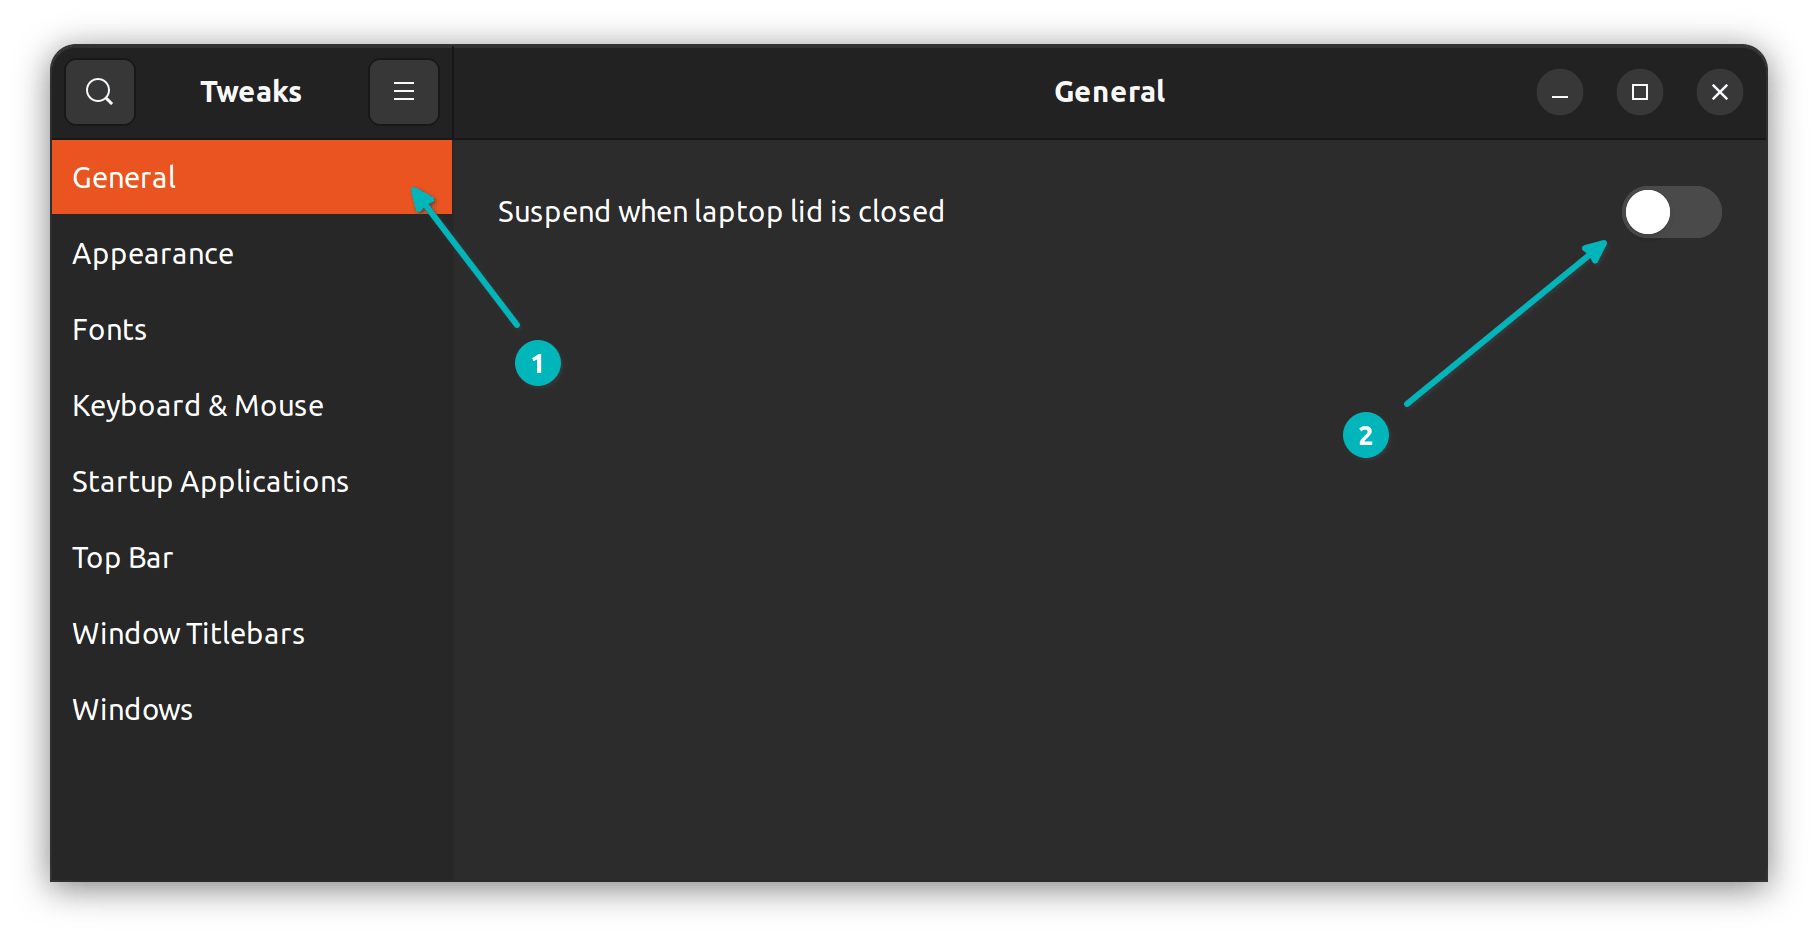 Tweaks
General
General
Suspend when laptop lid is closed
Appearance
Fonts
1
Keyboard & Mouse
2
Startup Applications
Top Bar
Window Titlebars
Windows